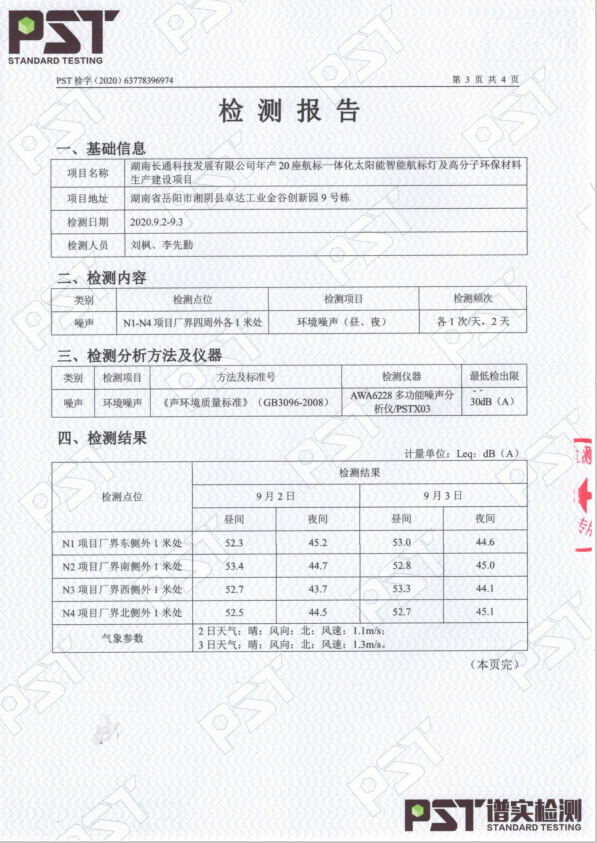 PST
STANDARD TESTING
PST 检字（2020）63778396974 第 3 页 共 4 页
检 测 报 告
一、基础信息
项目名称 湖南长通科技发展有限公司年产 20 座航标一体化太阳能智能航标灯及高分子环保材料
生产建设项目
项目地址 湖南省岳阳市湘阴县卓达工业金谷创新园 9 号栋
检测日期 2020.9.2-9.3
检测人员 刘枫、李先勤
二、检测内容
类别 检测点位 检测项目 检测频次
噪声 N1-N4 项目厂界四周外各 1 米处 环境噪声（昼、夜） 各 1 次/天，2 天
三、检测分析方法及仪器
类别 检测项目 方法及标准号 检测仪器 最低检出限
噪声 环境噪声 《声环境质量标准》（GB3096-2008） AWA6228 多功能噪声分
析仪/PSTX03 30dB（A）
四、检测结果
计量单位：Leq：dB（A）
检测点位 检测结果
9 月 2 日 9 月 3 日
昼间 夜间 昼间 夜间
N1 项目厂界东侧外 1 米处 52.3 45.2 53.0 44.6
N2 项目厂界南侧外 1 米处 53.4 44.7 52.8 45.0
N3 项目厂界西侧外 1 米处 52.7 43.7 53.3 44.1
N4 项目厂界北侧外 1 米处 52.5 44.5 52.7 45.1
气象参数 2 日天气：晴；风向：北；风速：1.1m/s；
3 日天气：晴；风向：北；风速：1.3m/s。
（本页完）
PST 谱实检测
STANDARD TESTING